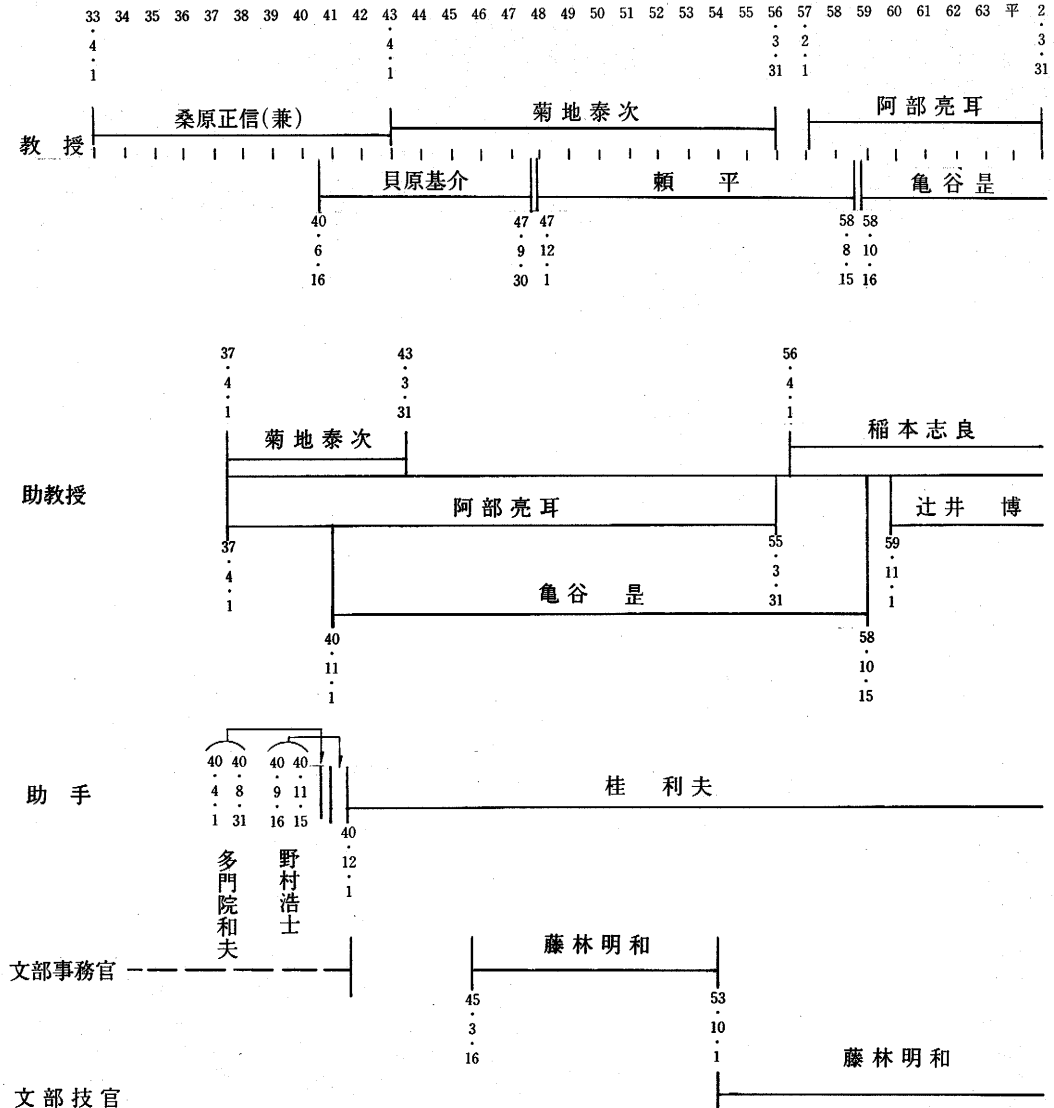 33 34 35 36 37 38 39 40 41 42 43 44 45 46 47 48 49 50 51 52 53 54 55 56 57 58 59 60 61 62 63 平 2
33・4・1
43・4・1
56・3・31
57・2・1
2・3・31
教授
桑原正信(兼)
菊地泰次
阿部亮耳
貝原基介
頼 平
亀谷昰
40・6・16
47・9・30
47・12・1
58・8・15
58・10・16
37・4・1
43・3・31
56・4・1
菊地泰次
稲本志良
助教授
阿部亮耳
辻井 博
37・4・1
55・3・31
59・11・1
亀谷 昰
40・11・1
58・10・15
助手
40・4・1
40・8・31
40・9・16
40・11・15
桂 利夫
40・12・1
多門院和夫
野村浩士
文部事務官
藤林明和
45・3・16
53・10・1
藤林明和
文部技官